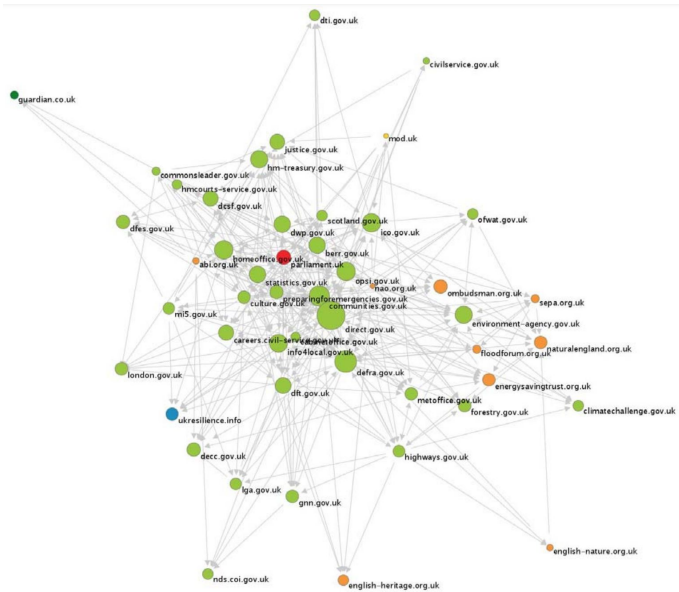 dti.gov.uk
civilservice.gov.uk
guardian.co.uk
mod.uk
justice.gov.uk
hm-treasury.gov.uk
commonsleader.gov.uk
hmcourts-service.gov.uk
dcsf.gov.uk
scotland.gov.uk
ofwat.gov.uk
dfes.gov.uk
dwp.gov.uk
ico.gov.uk
berr.gov.uk
homeoffice.gov.uk
abi.org.uk
parliament.uk
statistics.gov.uk
opsi.gov.uk
nao.org.uk
ombudsman.org.uk
culture.gov.uk
preparingforemergencies.gov.uk
sepa.org.uk
communities.gov.uk
mi5.gov.uk
environment-agency.gov.uk
direct.gov.uk
careers.civil-service.gov.uk
cabinetoffice.gov.uk
info4local.gov.uk
floodforum.org.uk
naturalengland.org.uk
london.gov.uk
defra.gov.uk
energysavingtrust.org.uk
dft.gov.uk
metoffice.gov.uk
forestry.gov.uk
climatechallenge.gov.uk
ukresilience.info
decc.gov.uk
highways.gov.uk
lga.gov.uk
gnn.gov.uk
english-nature.org.uk
nds.coi.gov.uk
english-heritage.org.uk